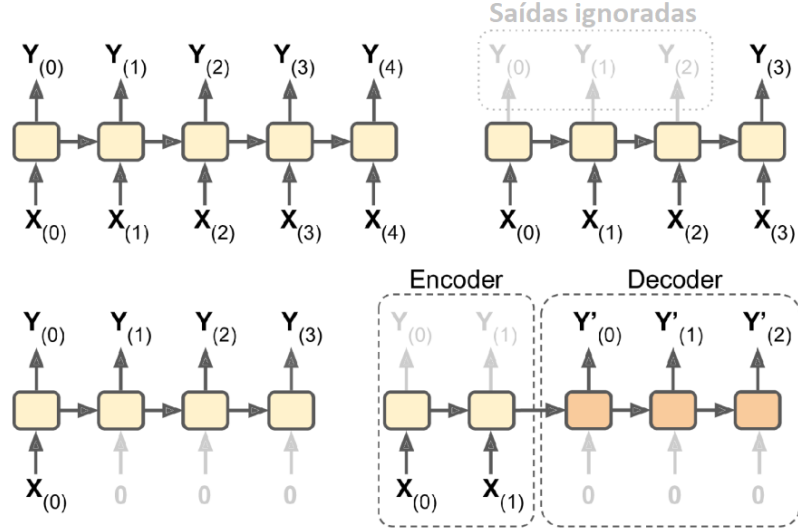 Saídas ignoradas
Y(0) Y(1) Y(2) Y(3) Y(4)
X(0) X(1) X(2) X(3) X(4)
Y(0) Y(1) Y(2) Y(3)
X(0) X(1) X(2) X(3)
Y(0) Y(1) Y(2) Y(3)
X(0) 0 0 0
Encoder Decoder
Y(0) Y(1) Y'(0) Y'(1) Y'(2)
X(0) X(1) 0 0 0